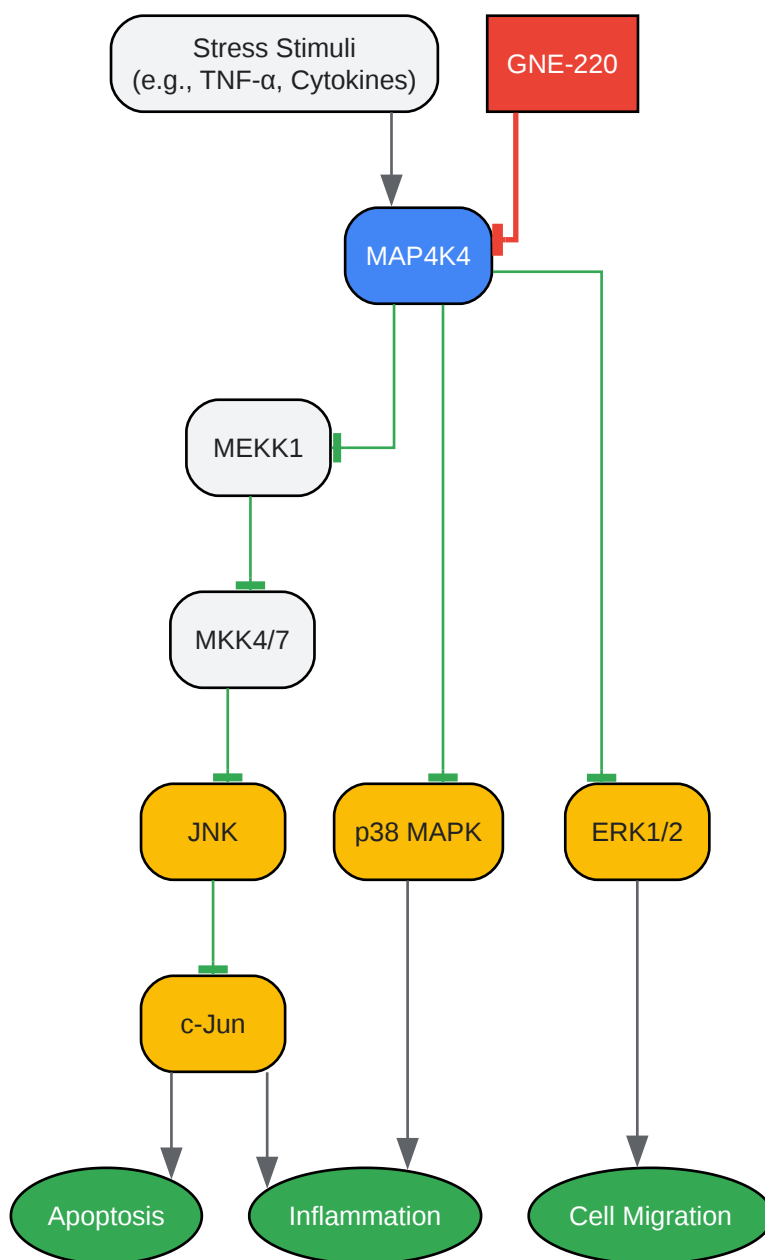 Stress Stimuli
(e.g., TNF-α, Cytokines)
GNE-220
MAP4K4
MEKK1
MKK4/7
JNK
p38 MAPK
ERK1/2
c-Jun
Apoptosis
Inflammation
Cell Migration